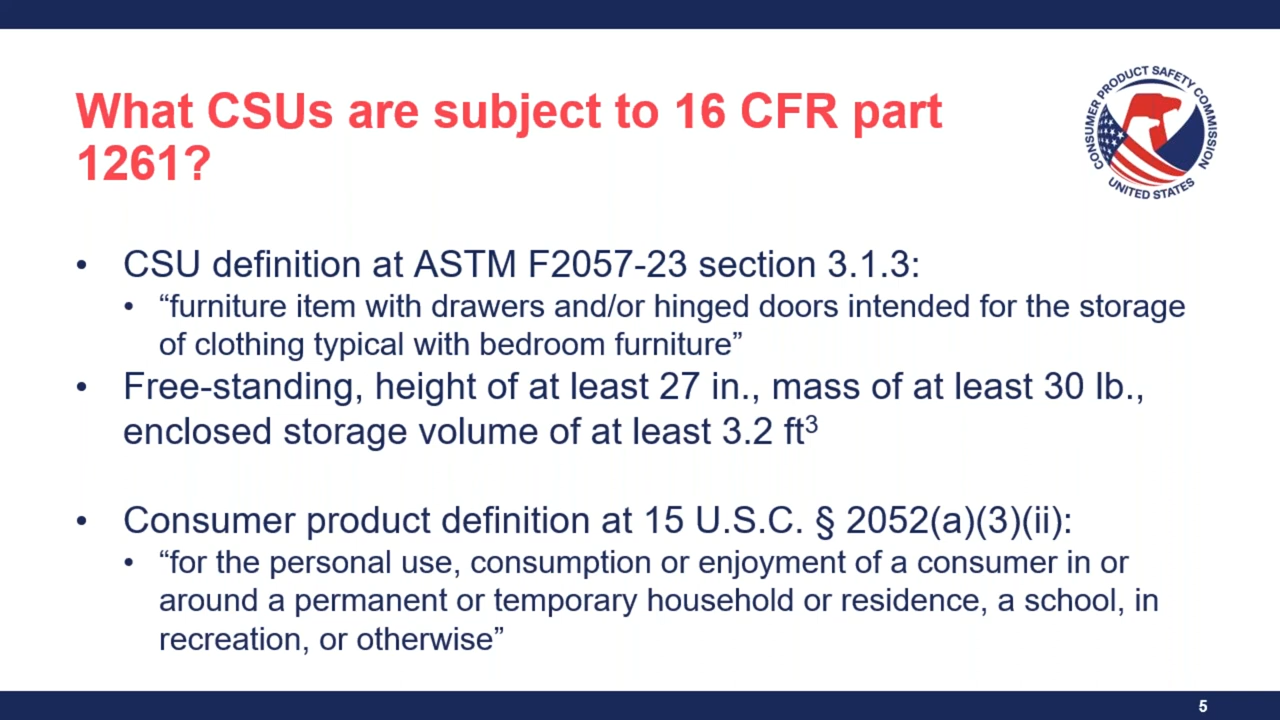 What CSUs are subject to 16 CFR part
1261?
CONSUMER PRODUCT SAFETY COMMISSION
UNITED STATES
• CSU definition at ASTM F2057-23 section 3.1.3:
• “furniture item with drawers and/or hinged doors intended for the storage
of clothing typical with bedroom furniture”
• Free-standing, height of at least 27 in., mass of at least 30 lb.,
enclosed storage volume of at least 3.2 ft³
• Consumer product definition at 15 U.S.C. § 2052(a)(3)(ii):
• “for the personal use, consumption or enjoyment of a consumer in or
around a permanent or temporary household or residence, a school, in
recreation, or otherwise”
5